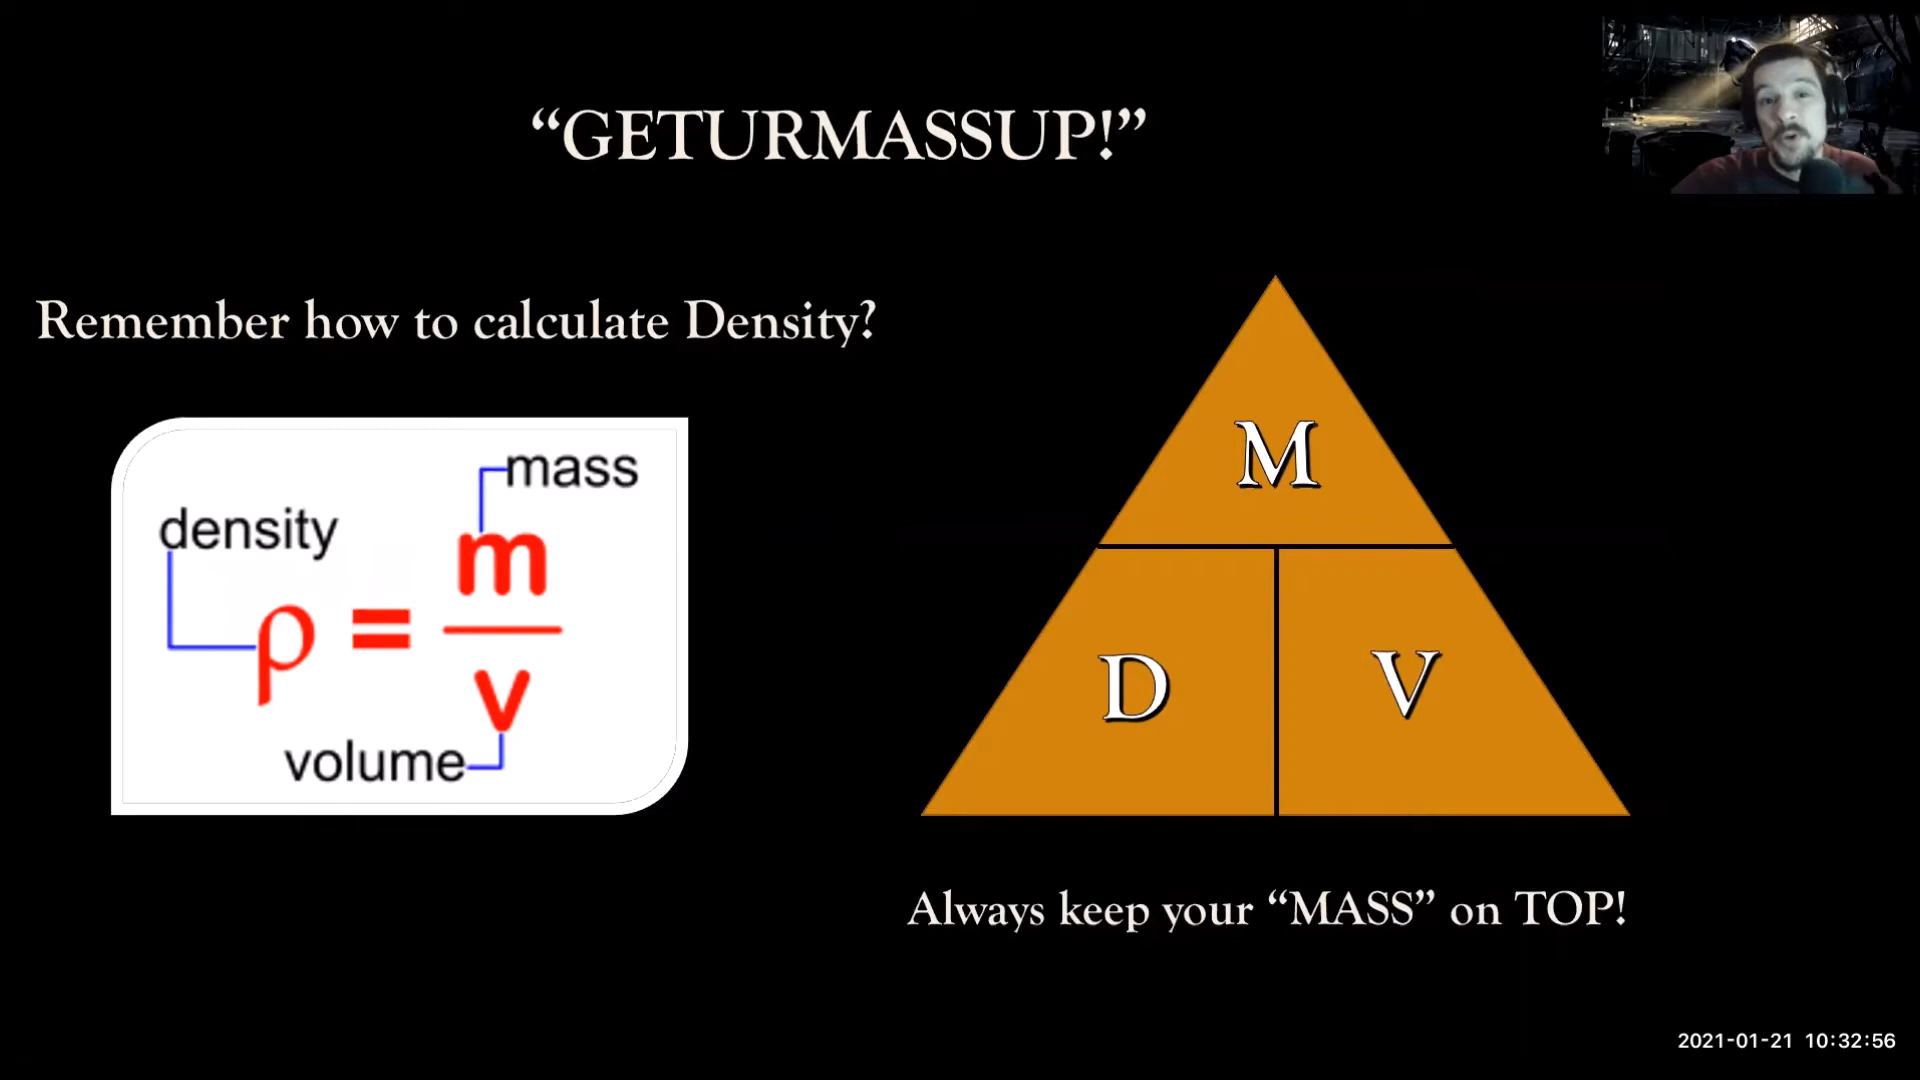 “GETURMASSUP!”
Remember how to calculate Density?
mass
density
m
ρ =
v
volume
M
D V
Always keep your “MASS” on TOP!
2021-01-21 10:32:56